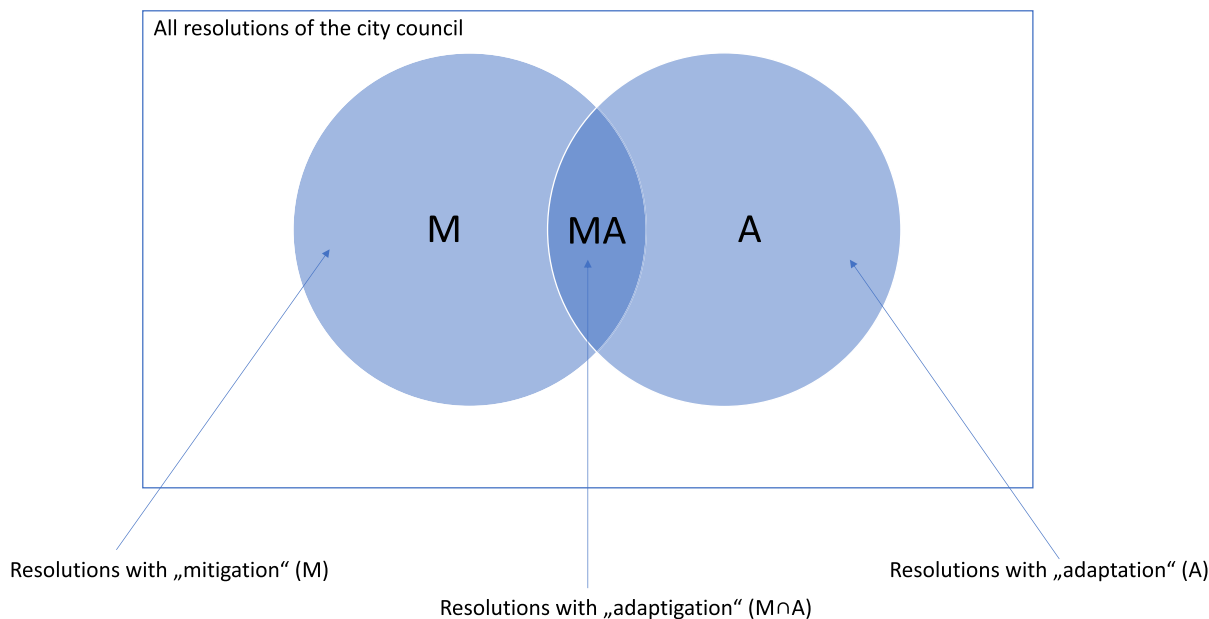 All resolutions of the city council
M
MA
A
Resolutions with „mitigation“ (M)
Resolutions with „adaptation“ (A)
Resolutions with „adaptigation“ (M∩A)